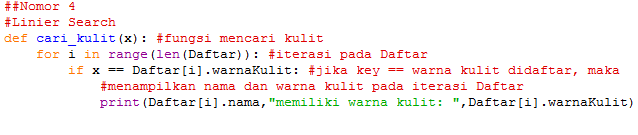 ##Nomor 4
#Linier Search
def cari_kulit(x): #fungsi mencari kulit
    for i in range(len(Daftar)): #iterasi pada Daftar
        if x == Daftar[i].warnaKulit: #jika key == warna kulit didaftar, maka
            #menampilkan nama dan warna kulit pada iterasi Daftar
            print(Daftar[i].nama,"memiliki warna kulit: ",Daftar[i].warnaKulit)